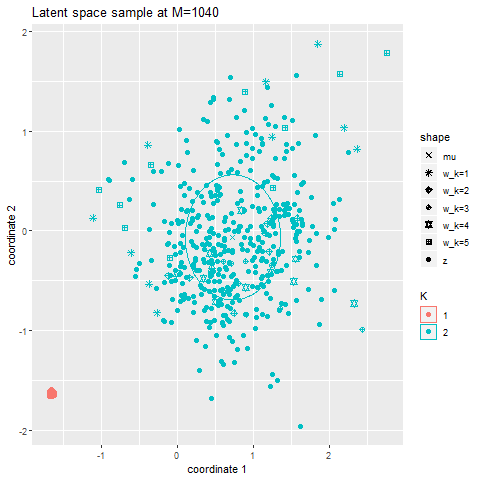 Latent space sample at M=1040
2
1
0
-1
-2
coordinate 2
-1
0
1
2
coordinate 1
shape
mu
w_k=1
w_k=2
w_k=3
w_k=4
w_k=5
z
K
1
2